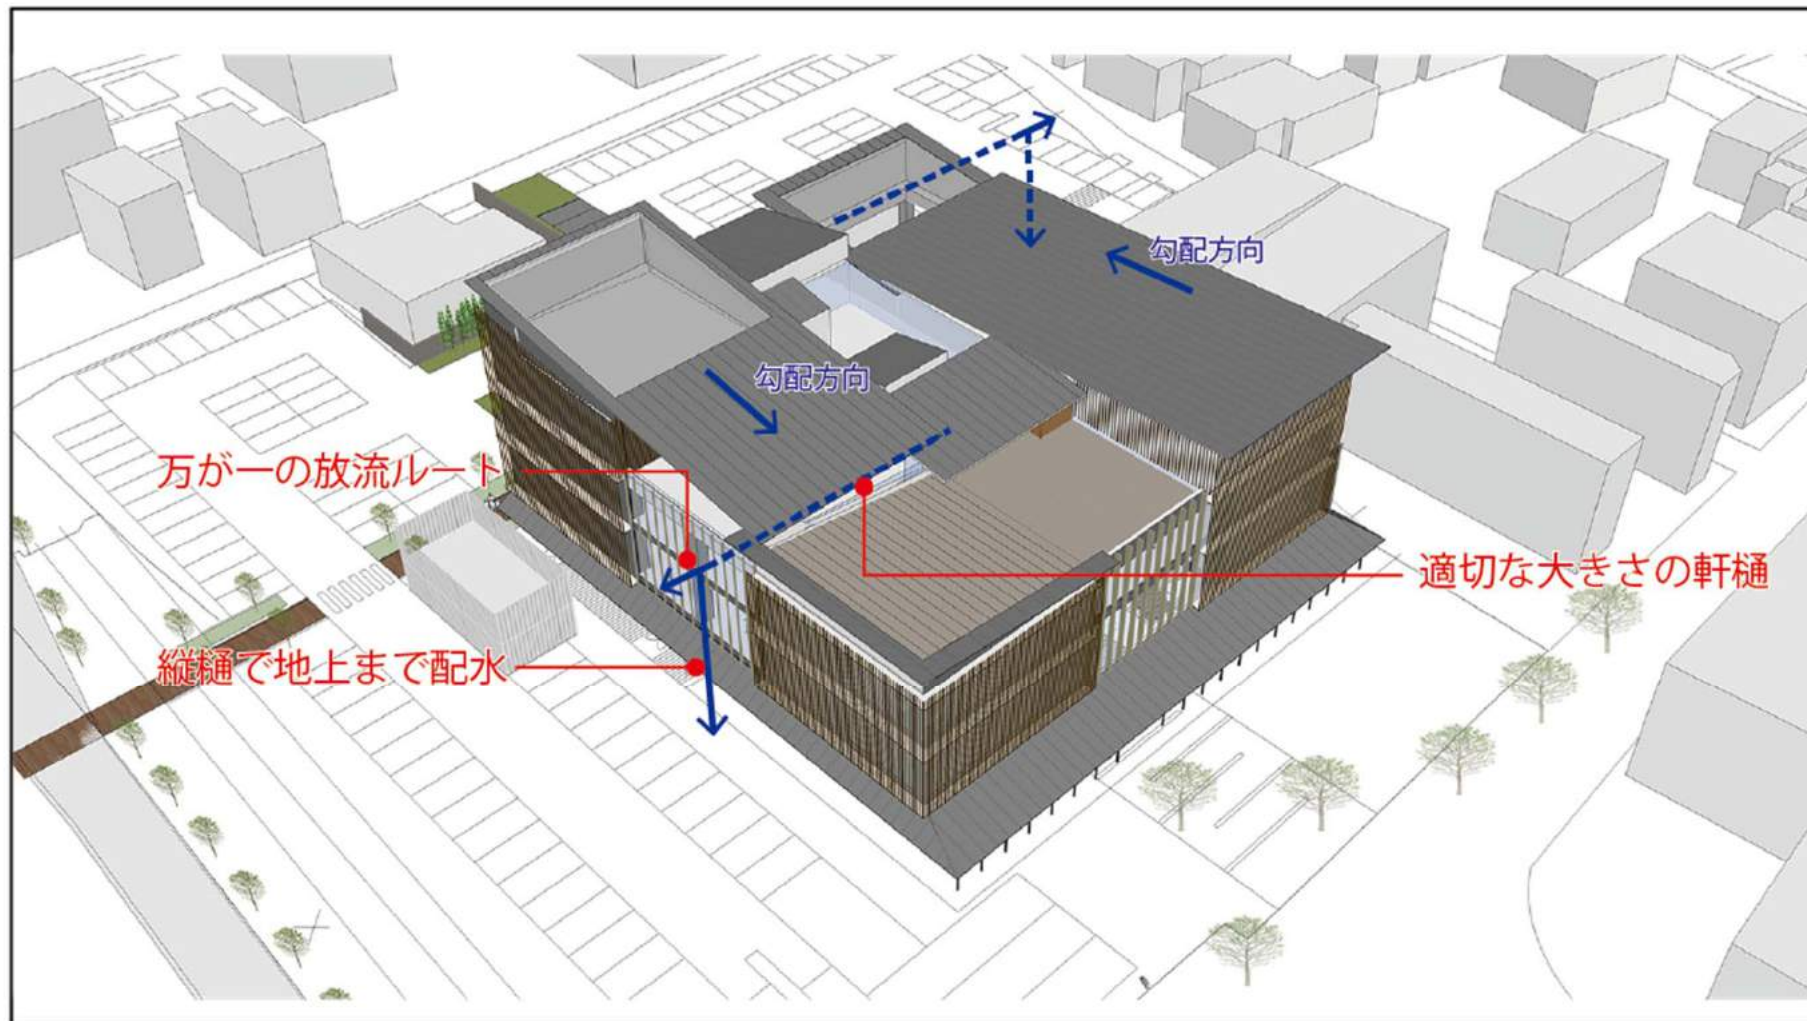 勾配方向
勾配方向
万が一の放流ルート
適切な大きさの軒樋
縦樋で地上まで配水